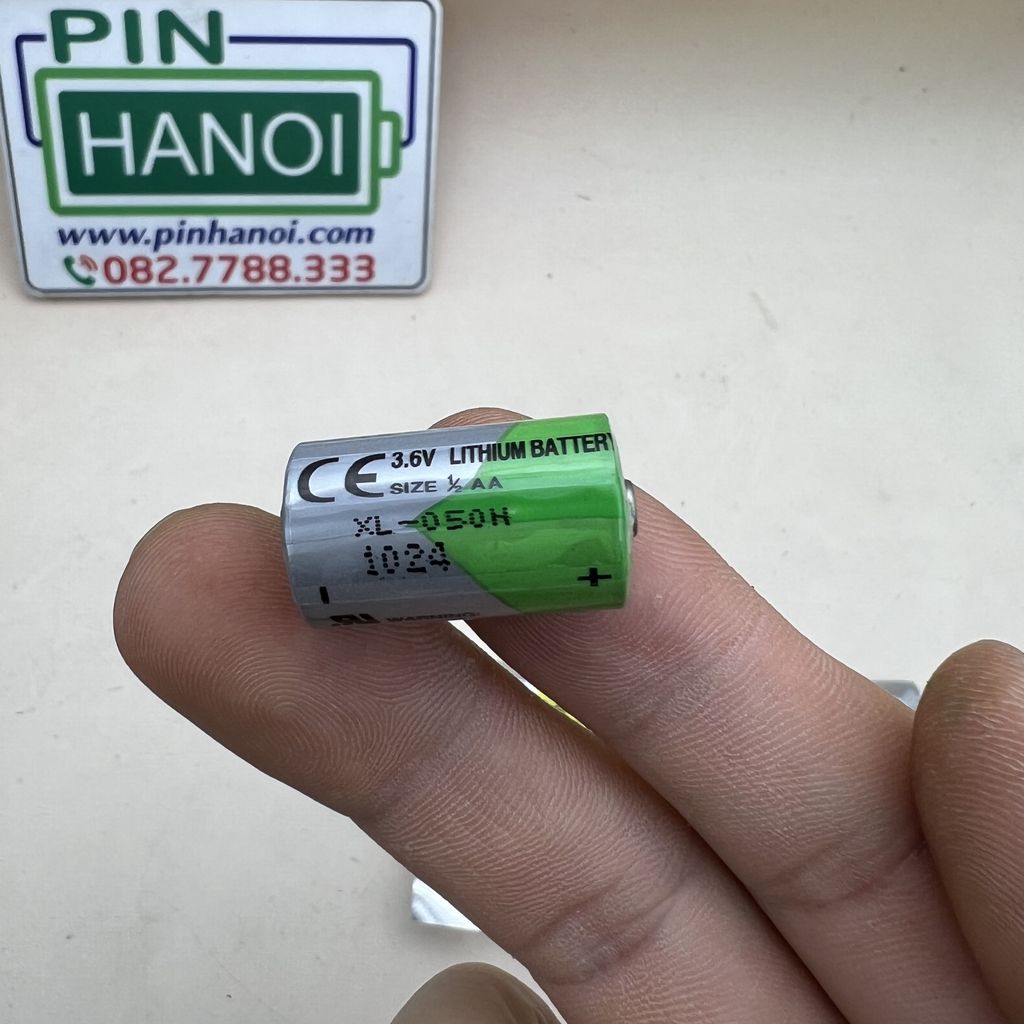 PIN
HANOI
www.pinhanoi.com
082.7788.333
CE 3.6V LITHIUM BATTERY
SIZE ½ AA
XL-050H
1024
- +
WARNING: